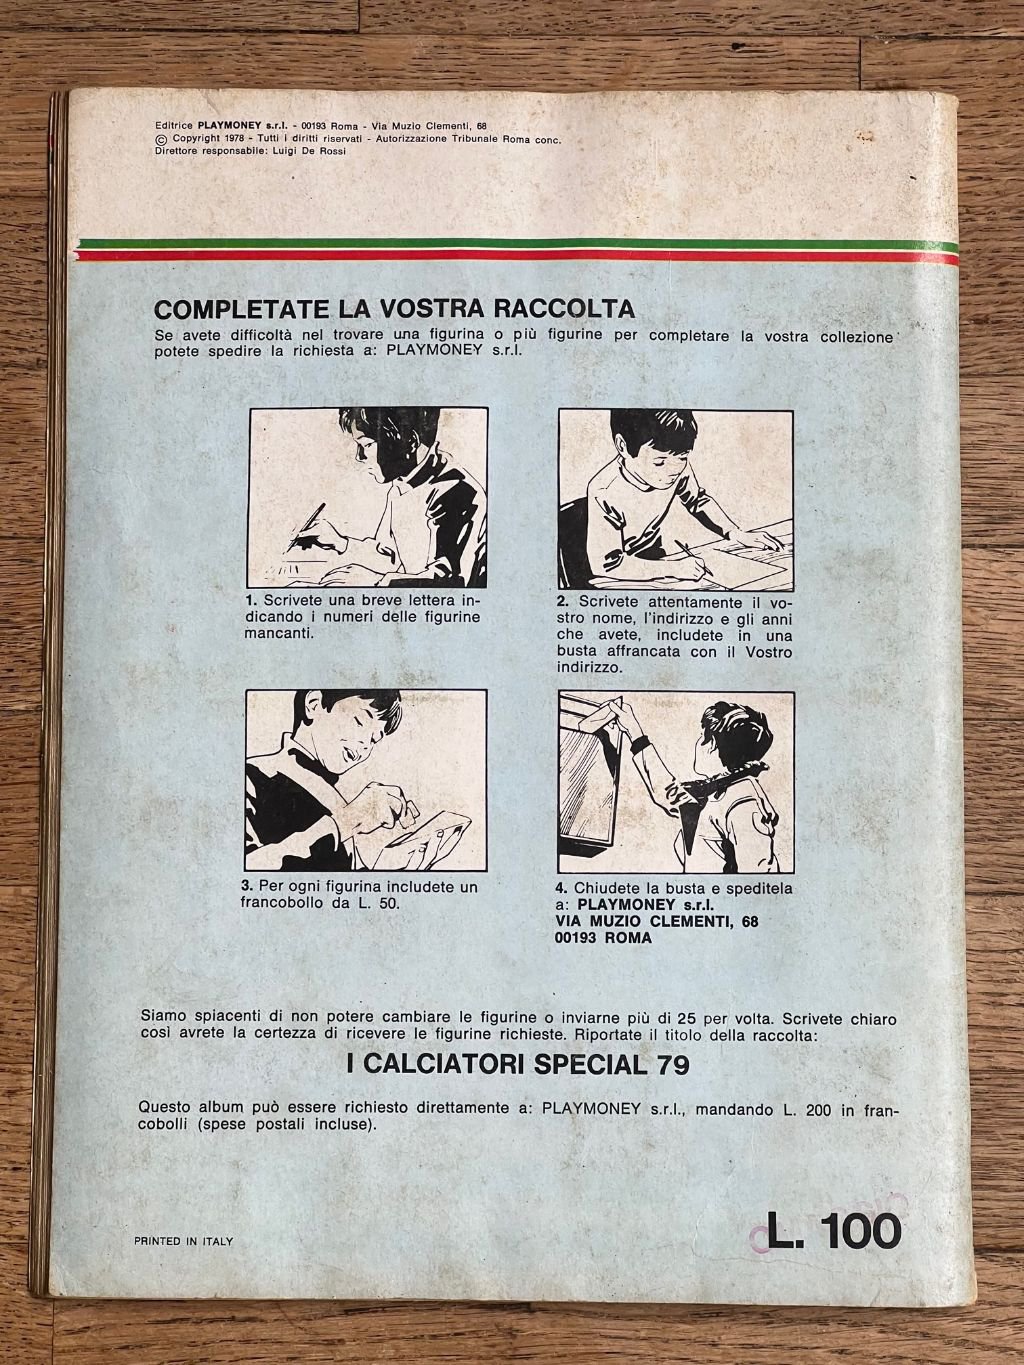 Editrice PLAYMONEY s.r.l. - 00193 Roma - Via Muzio Clementi, 68
© Copyright 1978 - Tutti i diritti riservati - Autorizzazione Tribunale Roma conc.
Direttore responsabile: Luigi De Rossi
COMPLETATE LA VOSTRA RACCOLTA
Se avete difficoltà nel trovare una figurina o più figurine per completare la vostra collezione
potete spedire la richiesta a: PLAYMONEY s.r.l.
1. Scrivete una breve lettera in-
dicando i numeri delle figurine
mancanti.
2. Scrivete attentamente il vo-
stro nome, l'indirizzo e gli anni
che avete, includete in una
busta affrancata con il Vostro
indirizzo.
3. Per ogni figurina includete un
francobollo da L. 50.
4. Chiudete la busta e speditela
a: PLAYMONEY s.r.l.
VIA MUZIO CLEMENTI, 68
00193 ROMA
Siamo spiacenti di non potere cambiare le figurine o inviarne più di 25 per volta. Scrivete chiaro
così avrete la certezza di ricevere le figurine richieste. Riportate il titolo della raccolta:
I CALCIATORI SPECIAL 79
Questo album può essere richiesto direttamente a: PLAYMONEY s.r.l., mandando L. 200 in fran-
cobolli (spese postali incluse).
PRINTED IN ITALY
L. 100